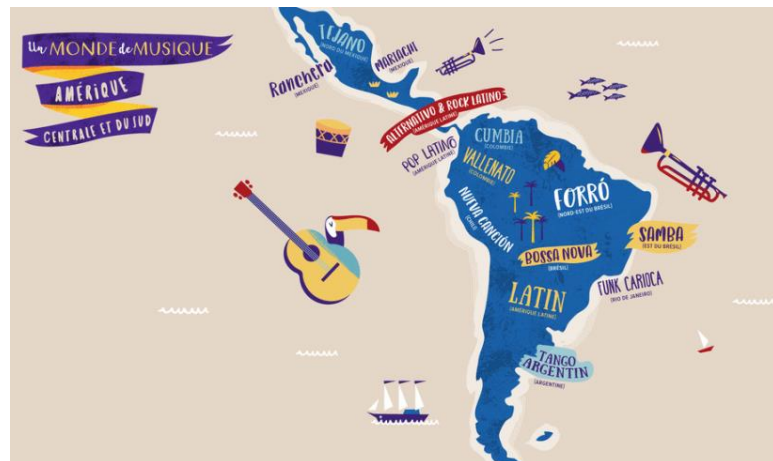 Un MONDE de MUSIQUE
AMÉRIQUE
CENTRALE ET DU SUD
TEJANO
(NORD DU MEXIQUE)
MARIACHI
(MEXIQUE)
Ranchera
(MEXIQUE)
ALTERNATIVO & ROCK LATINO
(AMÉRIQUE LATINE)
POP LATINO
(AMÉRIQUE LATINE)
CUMBIA
(COLOMBIE)
VALLENATO
(COLOMBIE)
FORRÓ
(NORD-EST DU BRÉSIL)
NUEVA CANCIÓN
(CHILI)
SAMBA
(EST DU BRÉSIL)
BOSSA NOVA
(BRÉSIL)
FUNK CARIOCA
(RIO DE JANEIRO)
LATIN
(AMÉRIQUE LATINE)
TANGO
ARGENTIN
(ARGENTINE)